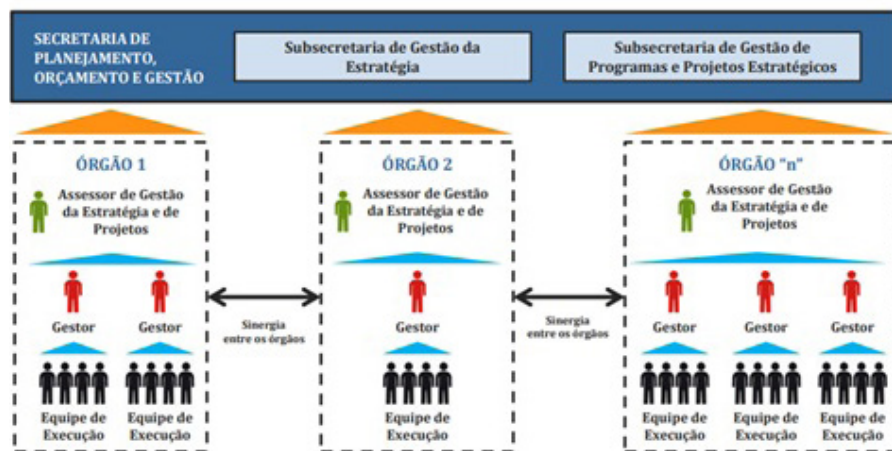 SECRETARIA DE
PLANEJAMENTO,
ORÇAMENTO E GESTÃO
Subsecretaria de Gestão da
Estratégia
Subsecretaria de Gestão de
Programas e Projetos Estratégicos
ÓRGÃO 1
Assessor de Gestão
da Estratégia e de
Projetos
Gestor
Gestor
Equipe de
Execução
Equipe de
Execução
Sinergia
entre os órgãos
ÓRGÃO 2
Assessor de Gestão
da Estratégia e de
Projetos
Gestor
Equipe de
Execução
Sinergia
entre os órgãos
ÓRGÃO "n"
Assessor de Gestão
da Estratégia e de
Projetos
Gestor
Gestor
Gestor
Equipe de
Execução
Equipe de
Execução
Equipe de
Execução